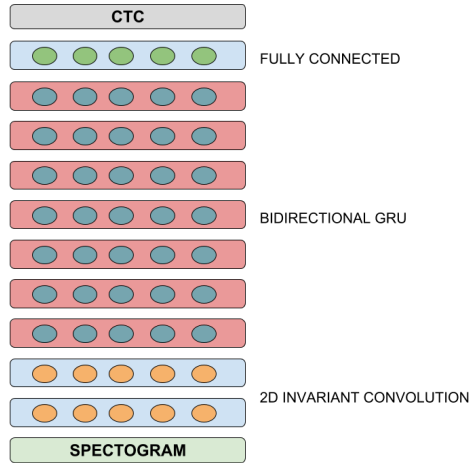 CTC
FULLY CONNECTED
BIDIRECTIONAL GRU
2D INVARIANT CONVOLUTION
SPECTOGRAM